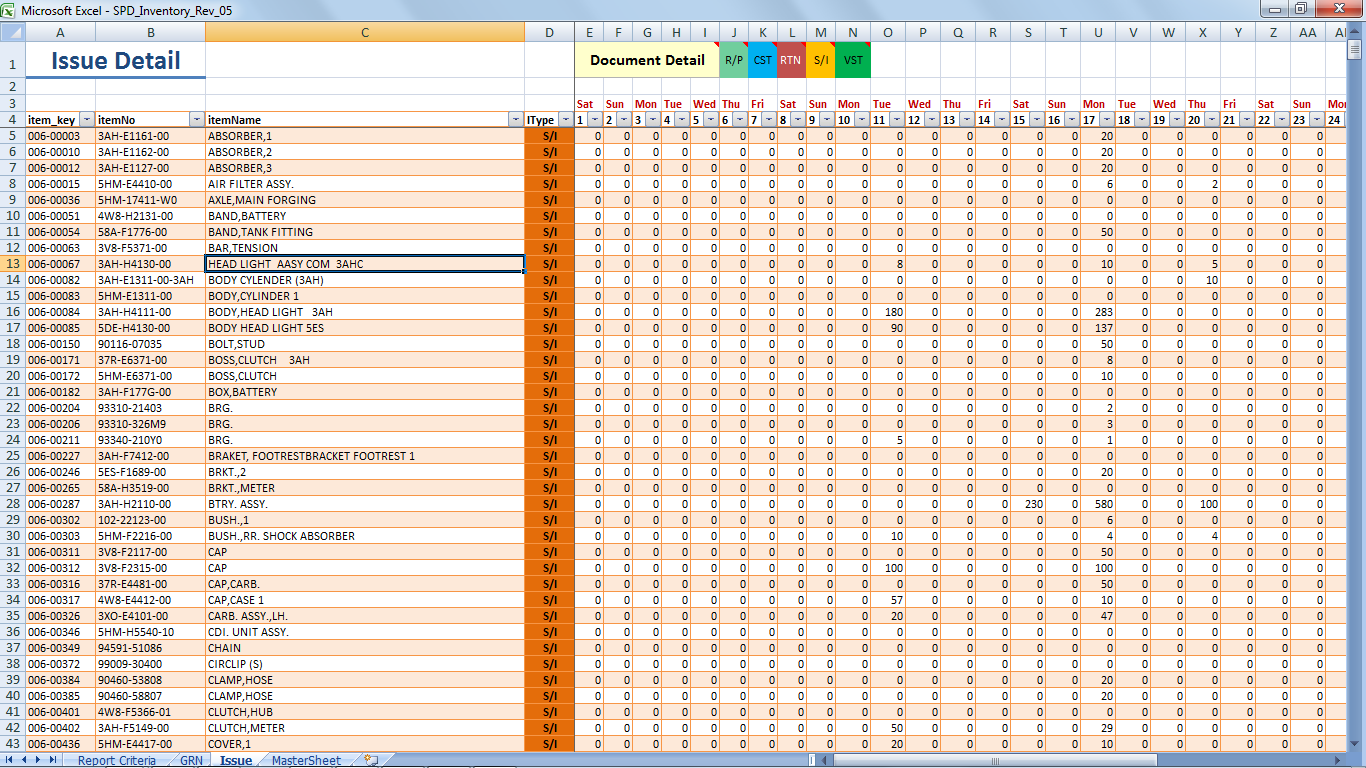 Microsoft Excel - SPD_Inventory_Rev_05
A B C D E F G H I J K L M N O P Q R S T U V W X Y Z AA Al
1 Issue Detail Document Detail R/P CST RTN S/I VST
2
3 Sat Sun Mon Tue Wed Thu Fri Sat Sun Mon Tue Wed Thu Fri Sat Sun Mon Tue Wed Thu Fri Sat Sun Mon
4 item_key itemNo itemName IType 1 2 3 4 5 6 7 8 9 10 11 12 13 14 15 16 17 18 19 20 21 22 23 24
5 006-00003 3AH-E1161-00 ABSORBER,1 S/I 0 0 0 0 0 0 0 0 0 0 0 0 0 0 0 0 20 0 0 0 0 0 0
6 006-00010 3AH-E1162-00 ABSORBER,2 S/I 0 0 0 0 0 0 0 0 0 0 0 0 0 0 0 0 20 0 0 0 0 0 0
7 006-00012 3AH-E1127-00 ABSORBER,3 S/I 0 0 0 0 0 0 0 0 0 0 0 0 0 0 0 0 20 0 0 0 0 0 0
8 006-00015 5HM-E4410-00 AIR FILTER ASSY. S/I 0 0 0 0 0 0 0 0 0 0 0 0 0 0 0 0 6 0 0 2 0 0 0
9 006-00036 5HM-17411-W0 AXLE,MAIN FORGING S/I 0 0 0 0 0 0 0 0 0 0 0 0 0 0 0 0 0 0 0 0 0 0 0
10 006-00051 4W8-H2131-00 BAND,BATTERY S/I 0 0 0 0 0 0 0 0 0 0 0 0 0 0 0 0 0 0 0 0 0 0 0
11 006-00054 58A-F1776-00 BAND,TANK FITTING S/I 0 0 0 0 0 0 0 0 0 0 0 0 0 0 0 0 50 0 0 0 0 0 0
12 006-00063 3V8-F5371-00 BAR,TENSION S/I 0 0 0 0 0 0 0 0 0 0 0 0 0 0 0 0 0 0 0 0 0 0 0
13 006-00067 3AH-H4130-00 HEAD LIGHT AASY COM 3AHC S/I 0 0 0 0 0 0 0 0 0 0 8 0 0 0 0 0 10 0 0 5 0 0 0
14 006-00082 3AH-E1311-00-3AH BODY CYLENDER (3AH) S/I 0 0 0 0 0 0 0 0 0 0 0 0 0 0 0 0 0 0 0 10 0 0 0
15 006-00083 5HM-E1311-00 BODY,CYLINDER 1 S/I 0 0 0 0 0 0 0 0 0 0 0 0 0 0 0 0 0 0 0 0 0 0 0
16 006-00084 3AH-H4111-00 BODY,HEAD LIGHT 3AH S/I 0 0 0 0 0 0 0 0 0 0 180 0 0 0 0 0 283 0 0 0 0 0 0
17 006-00085 5DE-H4130-00 BODY HEAD LIGHT 5ES S/I 0 0 0 0 0 0 0 0 0 0 90 0 0 0 0 0 137 0 0 0 0 0 0
18 006-00150 90116-07035 BOLT,STUD S/I 0 0 0 0 0 0 0 0 0 0 0 0 0 0 0 0 50 0 0 0 0 0 0
19 006-00171 37R-E6371-00 BOSS,CLUTCH 3AH S/I 0 0 0 0 0 0 0 0 0 0 0 0 0 0 0 0 8 0 0 0 0 0 0
20 006-00172 5HM-E6371-00 BOSS,CLUTCH S/I 0 0 0 0 0 0 0 0 0 0 0 0 0 0 0 0 10 0 0 0 0 0 0
21 006-00182 3AH-F177G-00 BOX,BATTERY S/I 0 0 0 0 0 0 0 0 0 0 0 0 0 0 0 0 0 0 0 0 0 0 0
22 006-00204 93310-21403 BRG. S/I 0 0 0 0 0 0 0 0 0 0 0 0 0 0 0 0 2 0 0 0 0 0 0
23 006-00206 93310-326M9 BRG. S/I 0 0 0 0 0 0 0 0 0 0 0 0 0 0 0 0 3 0 0 0 0 0 0
24 006-00211 93340-210Y0 BRG. S/I 0 0 0 0 0 0 0 0 0 0 5 0 0 0 0 0 1 0 0 0 0 0 0
25 006-00227 3AH-F7412-00 BRAKET, FOOTRESTBRACKET FOOTREST 1 S/I 0 0 0 0 0 0 0 0 0 0 0 0 0 0 0 0 0 0 0 0 0 0 0
26 006-00246 5ES-F1689-00 BRKT.,2 S/I 0 0 0 0 0 0 0 0 0 0 0 0 0 0 0 0 20 0 0 0 0 0 0
27 006-00265 58A-H3519-00 BRKT.,METER S/I 0 0 0 0 0 0 0 0 0 0 0 0 0 0 0 0 0 0 0 0 0 0 0
28 006-00287 3AH-H2110-00 BTRY. ASSY. S/I 0 0 0 0 0 0 0 0 0 0 0 0 0 0 230 0 580 0 0 100 0 0 0
29 006-00302 102-22123-00 BUSH.,1 S/I 0 0 0 0 0 0 0 0 0 0 0 0 0 0 0 0 6 0 0 0 0 0 0
30 006-00303 5HM-F2216-00 BUSH.,RR. SHOCK ABSORBER S/I 0 0 0 0 0 0 0 0 0 0 10 0 0 0 0 0 4 0 0 4 0 0 0
31 006-00311 3V8-F2117-00 CAP S/I 0 0 0 0 0 0 0 0 0 0 0 0 0 0 0 0 50 0 0 0 0 0 0
32 006-00312 3V8-F2315-00 CAP S/I 0 0 0 0 0 0 0 0 0 0 100 0 0 0 0 0 100 0 0 0 0 0 0
33 006-00316 37R-E4481-00 CAP,CARB. S/I 0 0 0 0 0 0 0 0 0 0 0 0 0 0 0 0 50 0 0 0 0 0 0
34 006-00317 4W8-E4412-00 CAP,CASE 1 S/I 0 0 0 0 0 0 0 0 0 0 57 0 0 0 0 0 10 0 0 0 0 0 0
35 006-00326 3XO-E4101-00 CARB. ASSY.,LH. S/I 0 0 0 0 0 0 0 0 0 0 20 0 0 0 0 0 47 0 0 0 0 0 0
36 006-00346 5HM-H5540-10 CDI. UNIT ASSY. S/I 0 0 0 0 0 0 0 0 0 0 0 0 0 0 0 0 0 0 0 0 0 0 0
37 006-00349 94591-51086 CHAIN S/I 0 0 0 0 0 0 0 0 0 0 0 0 0 0 0 0 0 0 0 0 0 0 0
38 006-00372 99009-30400 CIRCLIP (S) S/I 0 0 0 0 0 0 0 0 0 0 0 0 0 0 0 0 0 0 0 0 0 0 0
39 006-00384 90460-53808 CLAMP,HOSE S/I 0 0 0 0 0 0 0 0 0 0 0 0 0 0 0 0 20 0 0 0 0 0 0
40 006-00385 90460-58807 CLAMP,HOSE S/I 0 0 0 0 0 0 0 0 0 0 0 0 0 0 0 0 20 0 0 0 0 0 0
41 006-00401 4W8-F5366-01 CLUTCH,HUB S/I 0 0 0 0 0 0 0 0 0 0 0 0 0 0 0 0 0 0 0 0 0 0 0
42 006-00402 3AH-F5149-00 CLUTCH,METER S/I 0 0 0 0 0 0 0 0 0 0 50 0 0 0 0 0 29 0 0 0 0 0 0
43 006-00436 5HM-E4417-00 COVER,1 S/I 0 0 0 0 0 0 0 0 0 0 20 0 0 0 0 0 10 0 0 0 0 0 0
Report Criteria GRN Issue MasterSheet